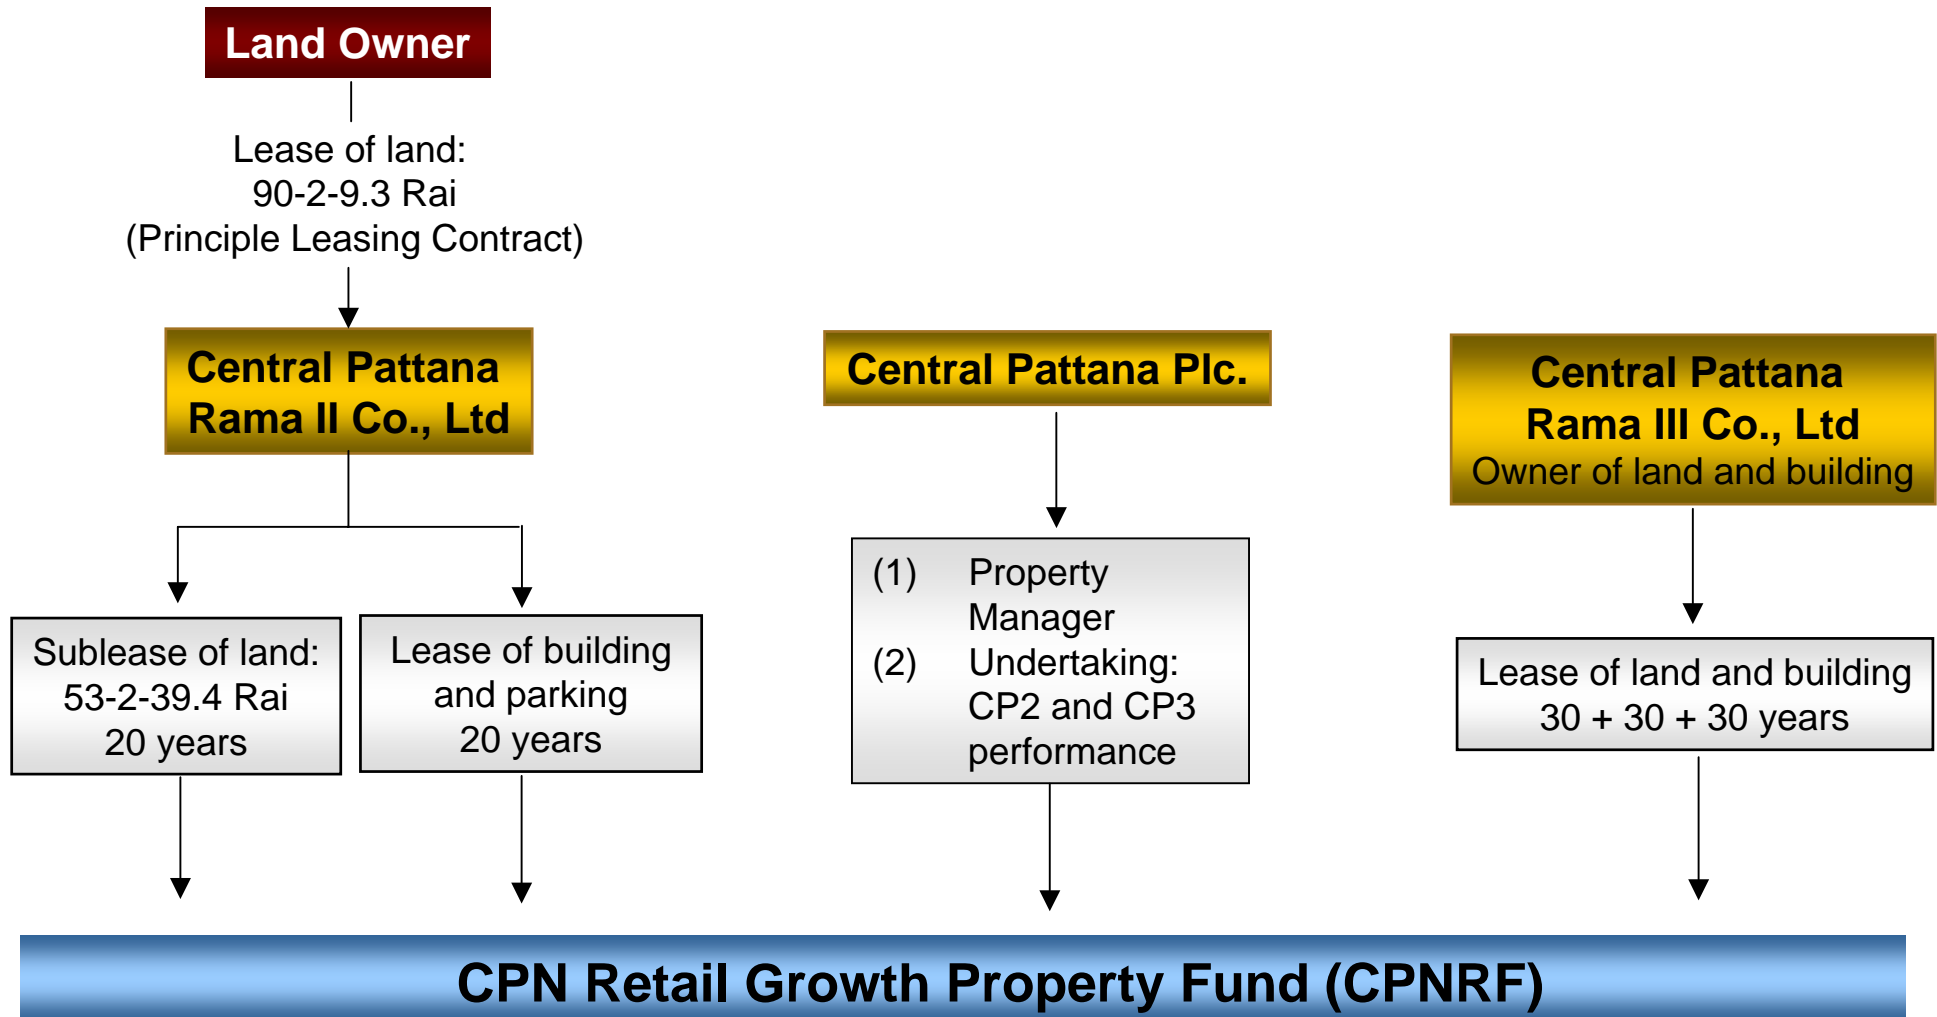 Land Owner
Lease of land:
90-2-9.3 Rai
(Principle Leasing Contract)
Central Pattana
Rama II Co., Ltd
Central Pattana Plc.
Central Pattana
Rama III Co., Ltd
Owner of land and building
Sublease of land:
53-2-39.4 Rai
20 years
Lease of building
and parking
20 years
(1) Property
Manager
(2) Undertaking:
CP2 and CP3
performance
Lease of land and building
30 + 30 + 30 years
CPN Retail Growth Property Fund (CPNRF)